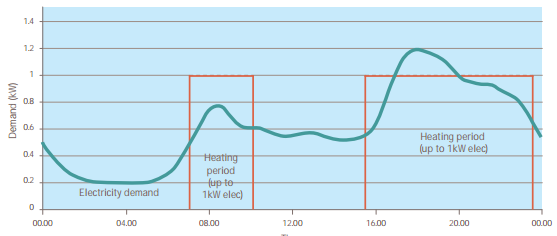 1.4
1.2
1
0.8
0.6
0.4
0.2
0
Demand (kW)
Electricity demand
Heating
period
(up to
1kW elec)
Heating period
(up to 1kW elec)
00.00
04.00
08.00
12.00
16.00
20.00
00.00